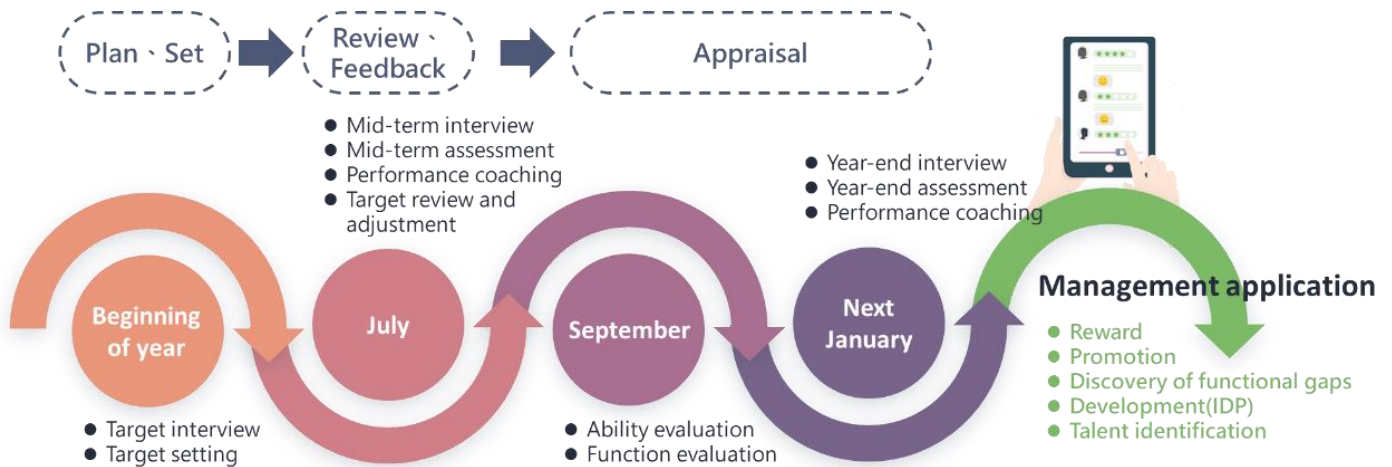 Plan、Set
Review、
Feedback
Appraisal
● Mid-term interview
● Mid-term assessment
● Performance coaching
● Target review and
adjustment
● Year-end interview
● Year-end assessment
● Performance coaching
Beginning
of year
July
September
Next
January
Management application
● Reward
● Promotion
● Discovery of functional gaps
● Development(IDP)
● Talent identification
● Target interview
● Target setting
● Ability evaluation
● Function evaluation